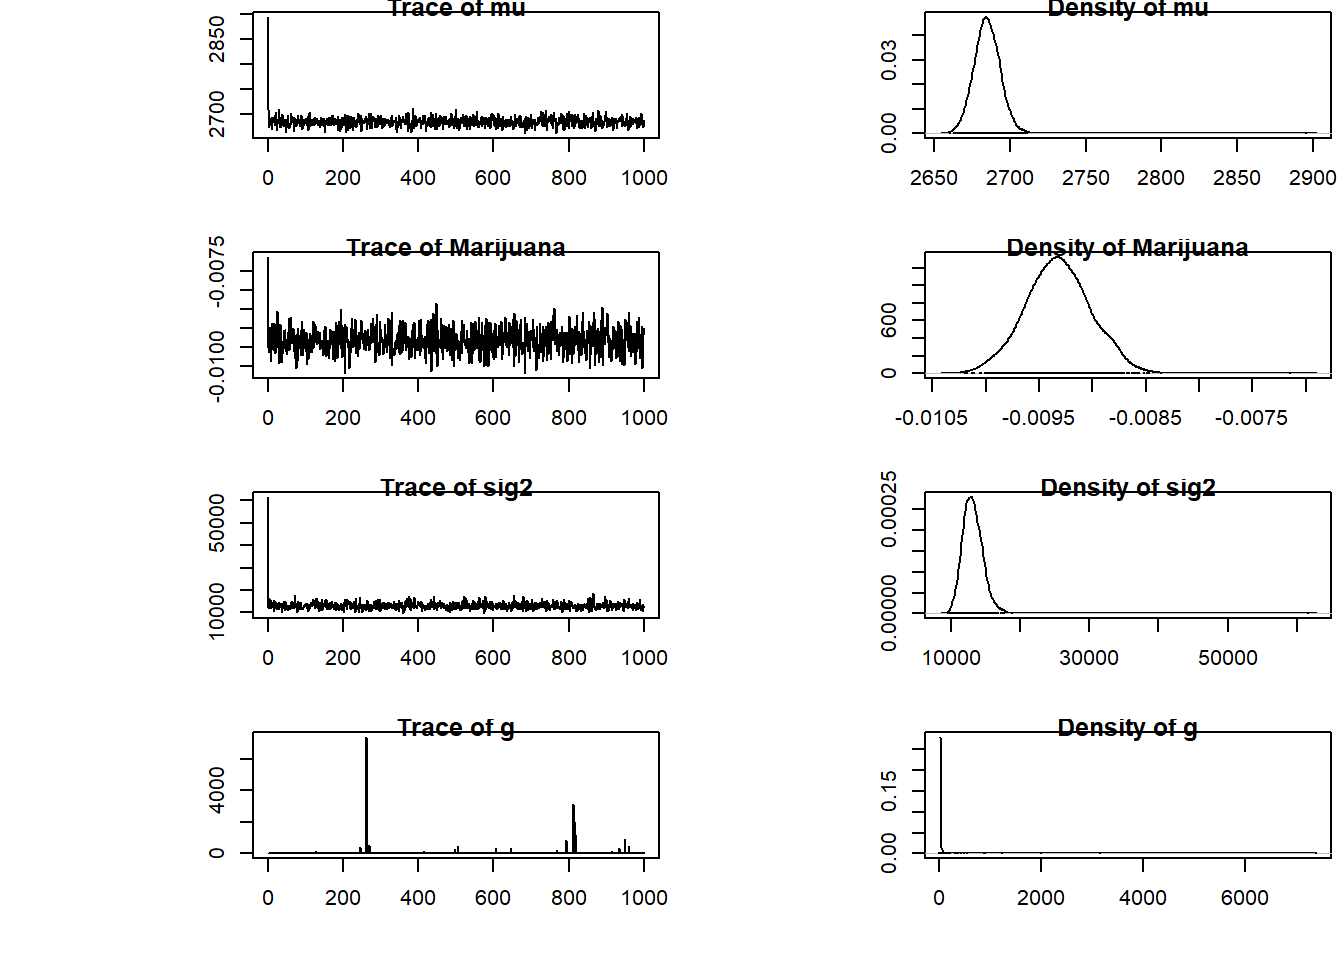 Trace of mu
2700 2850
0 200 400 600 800 1000
Density of mu
0.00 0.03
2650 2700 2750 2800 2850 2900
Trace of Marijuana
-0.0100 -0.0075
0 200 400 600 800 1000
Density of Marijuana
0 600
-0.0105 -0.0095 -0.0085 -0.0075
Trace of sig2
10000 50000
0 200 400 600 800 1000
Density of sig2
0.00000 0.00025
10000 30000 50000
Trace of g
0 4000
0 200 400 600 800 1000
Density of g
0.00 0.15
0 2000 4000 6000